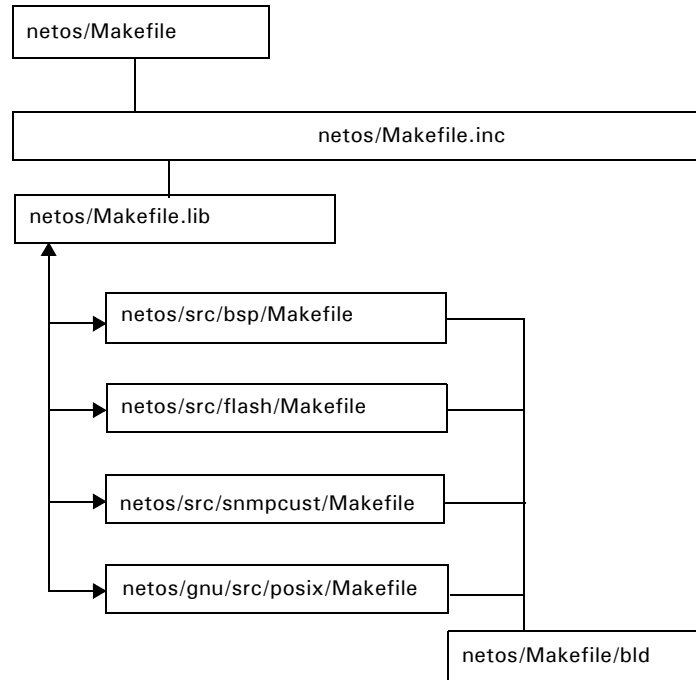 netos/Makefile
netos/Makefile.inc
netos/Makefile.lib
netos/src/bsp/Makefile
netos/src/flash/Makefile
netos/src/snmpcust/Makefile
netos/gnu/src/posix/Makefile
netos/Makefile/bld